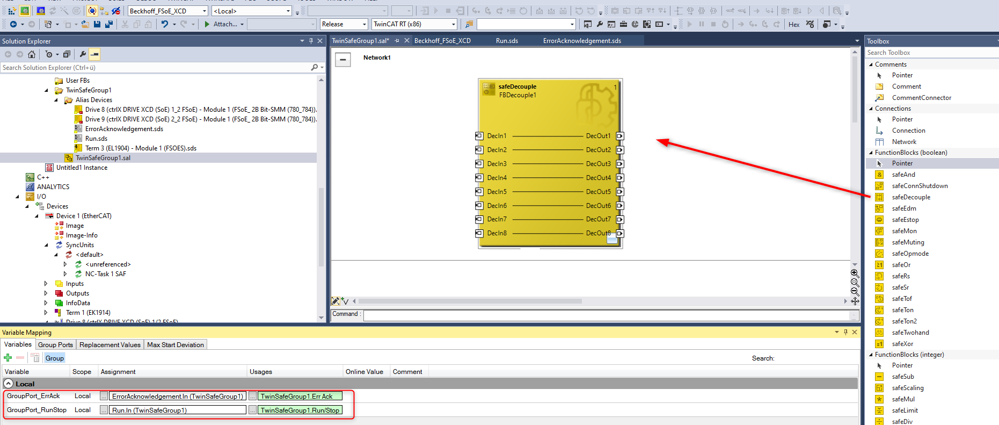 Beckhoff_FSoE_XCD
<Local>
Attach...
Release
TwinCAT RT (x86)
Hex
Solution Explorer
Search Solution Explorer (Ctrl+ü)
User FBs
TwinSafeGroup1
Alias Devices
Drive 8 (ctrlX DRIVE XCD (SoE) 1_2 FSoE) - Module 1 (FSoE_ 2B Bit-SMM (780_784)).
Drive 9 (ctrlX DRIVE XCD (SoE) 2_2 FSoE) - Module 1 (FSoE_ 2B Bit-SMM (780_784)).
ErrorAcknowledgement.sds
Run.sds
Term 3 (EL1904) - Module 1 (FSOES).sds
TwinSafeGroup1.sal
Untitled1 Instance
C++
ANALYTICS
I/O
Devices
Device 1 (EtherCAT)
Image
Image-Info
SyncUnits
<default>
<unreferenced>
NC-Task 1 SAF
Inputs
Outputs
InfoData
Term 1 (EK1914)
Drive 8 (ctrlX DRIVE XCD (SoE) 1/2 FSoE)
TwinSafeGroup1.sal*
Beckhoff_FSoE_XCD
Run.sds
ErrorAcknowledgement.sds
Network1
safeDecouple
1
FBDecouple1
DecIn1 DecOut1
DecIn2 DecOut2
DecIn3 DecOut3
DecIn4 DecOut4
DecIn5 DecOut5
DecIn6 DecOut6
DecIn7 DecOut7
DecIn8 DecOut8
Command :
Toolbox
Search Toolbox
Comments
Pointer
Comment
CommentConnector
Connections
Pointer
Connection
Network
FunctionBlocks (boolean)
Pointer
safeAnd
safeConnShutdown
safeDecouple
safeEdm
safeEstop
safeMon
safeMuting
safeOpmode
safeOr
safeRs
safeSr
safeTof
safeTon
safeTon2
safeTwohand
safeXor
FunctionBlocks (integer)
Pointer
safeSub
safeScaling
safeMul
safeLimit
safeDiv
Variable Mapping
Variables
Group Ports
Replacement Values
Max Start Deviation
Group
Search:
Variable Scope Assignment Usages Online Value Comment
Local
GroupPort_ErrAck Local ... ErrorAcknowledgement.In (TwinSafeGroup1) ... TwinSafeGroup1.Err Ack
GroupPort_RunStop Local ... Run.In (TwinSafeGroup1) ... TwinSafeGroup1.Run/Stop